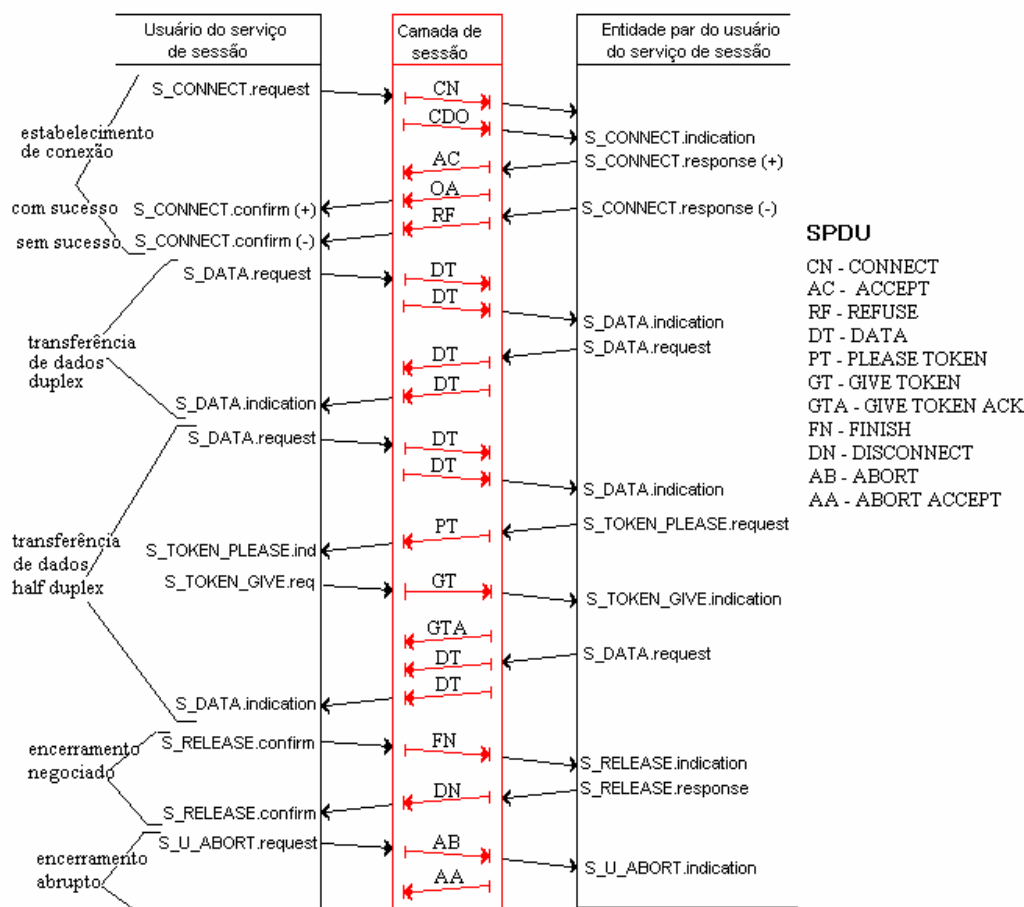 Usuário do serviço
de sessão
Camada de
sessão
Entidade par do usuário
do serviço de sessão
estabelecimento
de conexão
com sucesso
sem sucesso
S_CONNECT.request
CN
CDO
S_CONNECT.indication
AC
S_CONNECT.response (+)
OA
S_CONNECT.confirm (+)
RF
S_CONNECT.response (-)
S_CONNECT.confirm (-)
transferência
de dados
duplex
S_DATA.request
DT
DT
S_DATA.indication
DT
S_DATA.request
DT
S_DATA.indication
transferência
de dados
half duplex
S_DATA.request
DT
DT
S_DATA.indication
PT
S_TOKEN_PLEASE.request
S_TOKEN_PLEASE.ind
S_TOKEN_GIVE.req
GT
S_TOKEN_GIVE.indication
GTA
DT
S_DATA.request
DT
S_DATA.indication
encerramento
negociado
S_RELEASE.confirm
FN
S_RELEASE.indication
DN
S_RELEASE.response
S_RELEASE.confirm
encerramento
abrupto
S_U_ABORT.request
AB
S_U_ABORT.indication
AA
SPDU
CN - CONNECT
AC - ACCEPT
RF - REFUSE
DT - DATA
PT - PLEASE TOKEN
GT - GIVE TOKEN
GTA - GIVE TOKEN ACK
FN - FINISH
DN - DISCONNECT
AB - ABORT
AA - ABORT ACCEPT